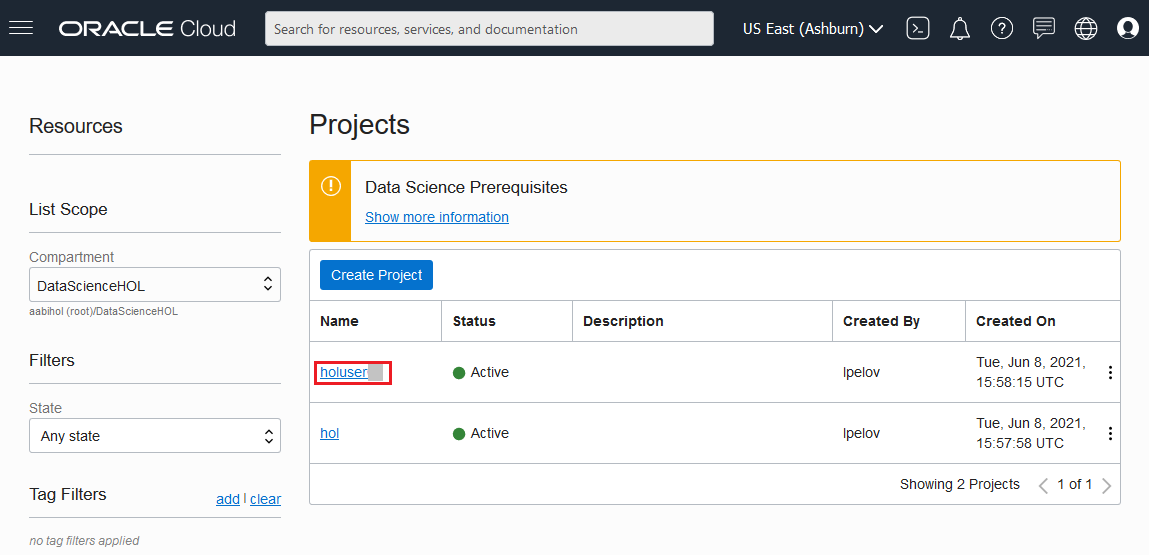 ORACLE Cloud
Search for resources, services, and documentation
US East (Ashburn)
Resources
List Scope
Compartment
DataScienceHOL
aabihol (root)/DataScienceHOL
Filters
State
Any state
Tag Filters
add | clear
no tag filters applied
Projects
Data Science Prerequisites
Show more information
Create Project
Name Status Description Created By Created On
holuser Active lpelov Tue, Jun 8, 2021,
15:58:15 UTC
hol Active lpelov Tue, Jun 8, 2021,
15:57:58 UTC
Showing 2 Projects 1 of 1